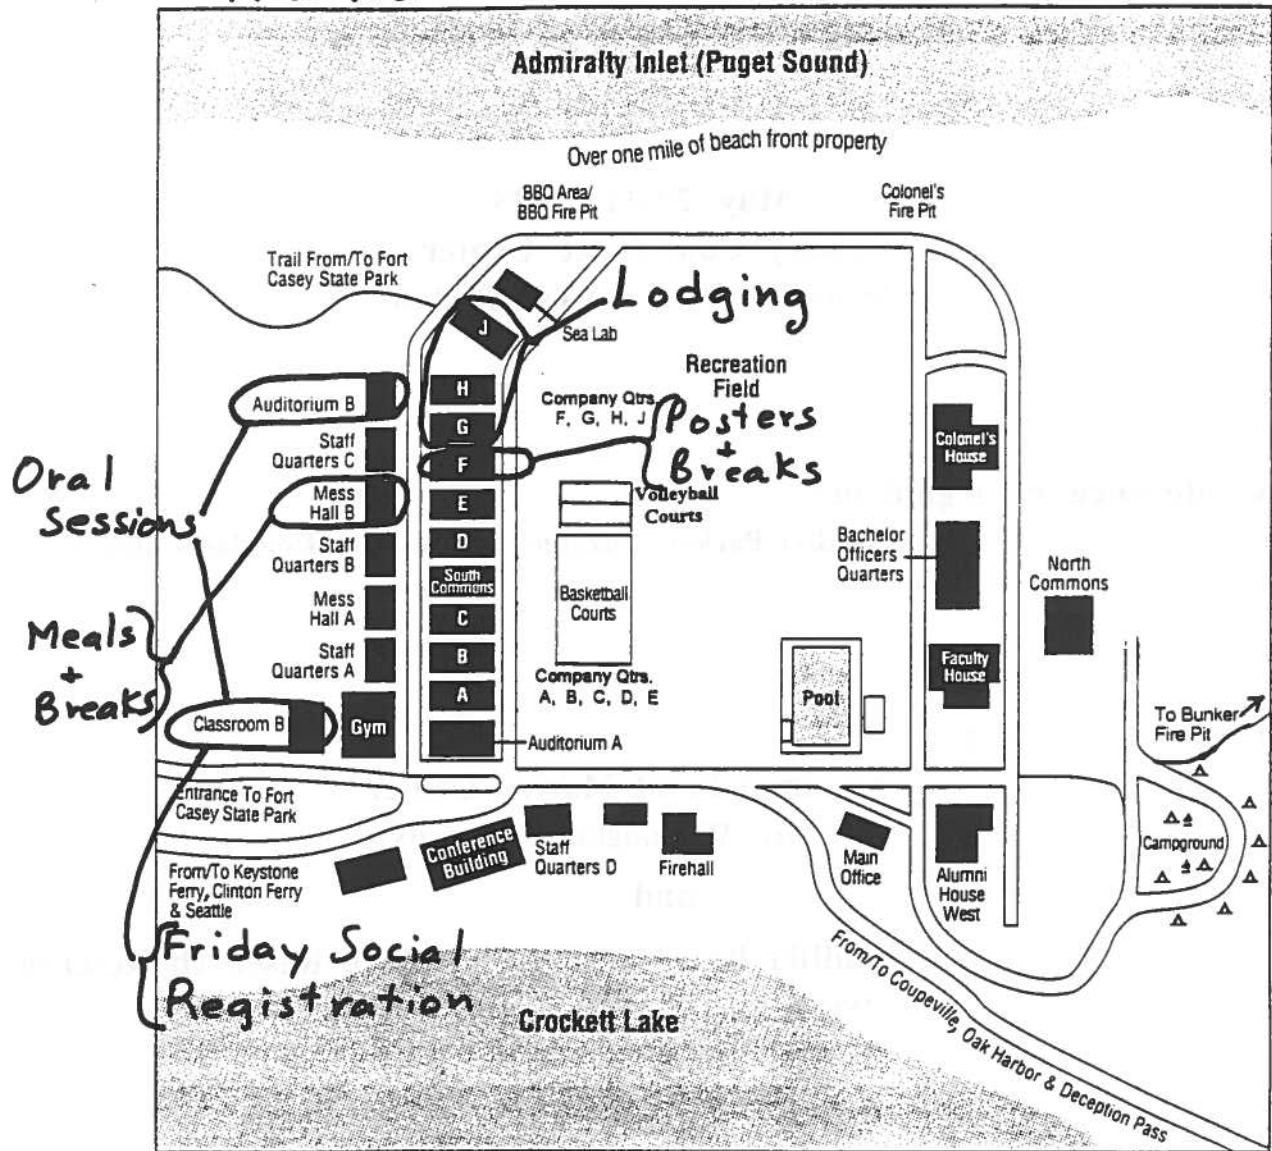 Admiralty Inlet (Puget Sound)
Over one mile of beach front property
BBQ Area/
BBQ Fire Pit
Colonel's
Fire Pit
Trail From/To Fort
Casey State Park
Lodging
J
Sea Lab
Recreation
Field
H
Company Qtrs.
F, G, H, J
Auditorium B
G
Posters
+
Breaks
Staff
Quarters C
F
Colonel's
House
Oral
Sessions
Mess
Hall B
E
Volleyball
Courts
Staff
Quarters B
D
Bachelor
Officers
Quarters
North
Commons
South
Commons
Basketball
Courts
Mess
Hall A
C
Meals
+
Breaks
Staff
Quarters A
B
Faculty
House
Company Qtrs.
A, B, C, D, E
A
Pool
Classroom B
Gym
Auditorium A
To Bunker
Fire Pit
Entrance To Fort
Casey State Park
Conference
Building
Staff
Quarters D
Firehall
Main
Office
Alumni
House
West
Campground
From/To Keystone
Ferry, Clinton Ferry
& Seattle
Friday Social
Registration
Crockett Lake
From/To Coupeville, Oak Harbor & Deception Pass